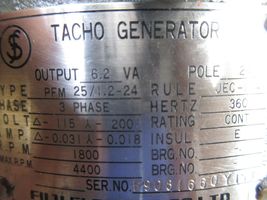 TACHO GENERATOR
OUTPUT 6.2 VA POLE 2
TYPE PFM 25/1.2-24 RULE JEC-
PHASE 3 PHASE HERTZ 360
VOLT Δ-115 λ-200 RATING CONT
AMP. Δ-0.031 λ-0.018 INSUL E
1800 BRG.NO. -
MAX RPM 4400 BRG.NO. -
SER.NO.